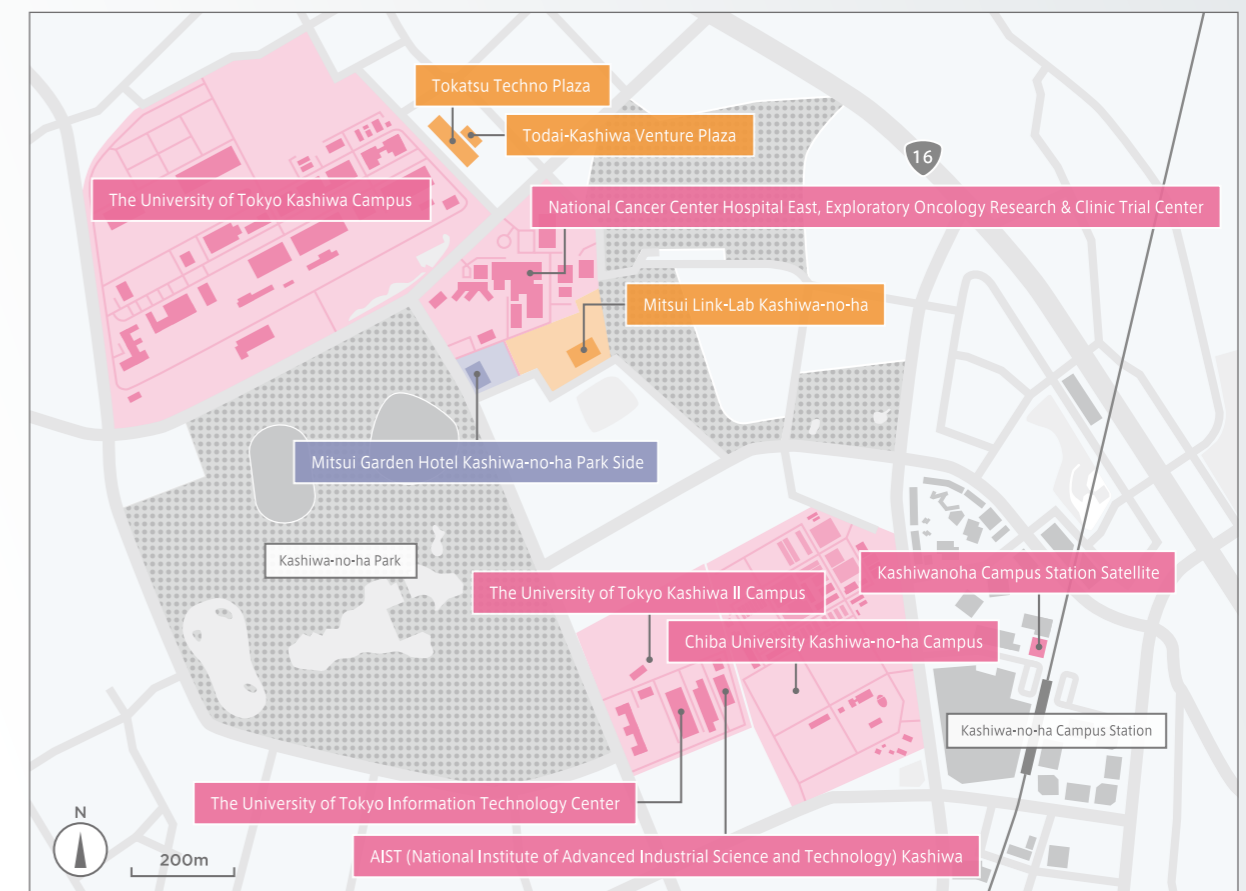 Tokatsu Techno Plaza
Todai-Kashiwa Venture Plaza
16
The University of Tokyo Kashiwa Campus
National Cancer Center Hospital East, Exploratory Oncology Research & Clinic Trial Center
Mitsui Link-Lab Kashiwa-no-ha
Mitsui Garden Hotel Kashiwa-no-ha Park Side
Kashiwa-no-ha Park
Kashiwanoha Campus Station Satellite
The University of Tokyo Kashiwa II Campus
Chiba University Kashiwa-no-ha Campus
Kashiwa-no-ha Campus Station
The University of Tokyo Information Technology Center
N
200m
AIST (National Institute of Advanced Industrial Science and Technology) Kashiwa